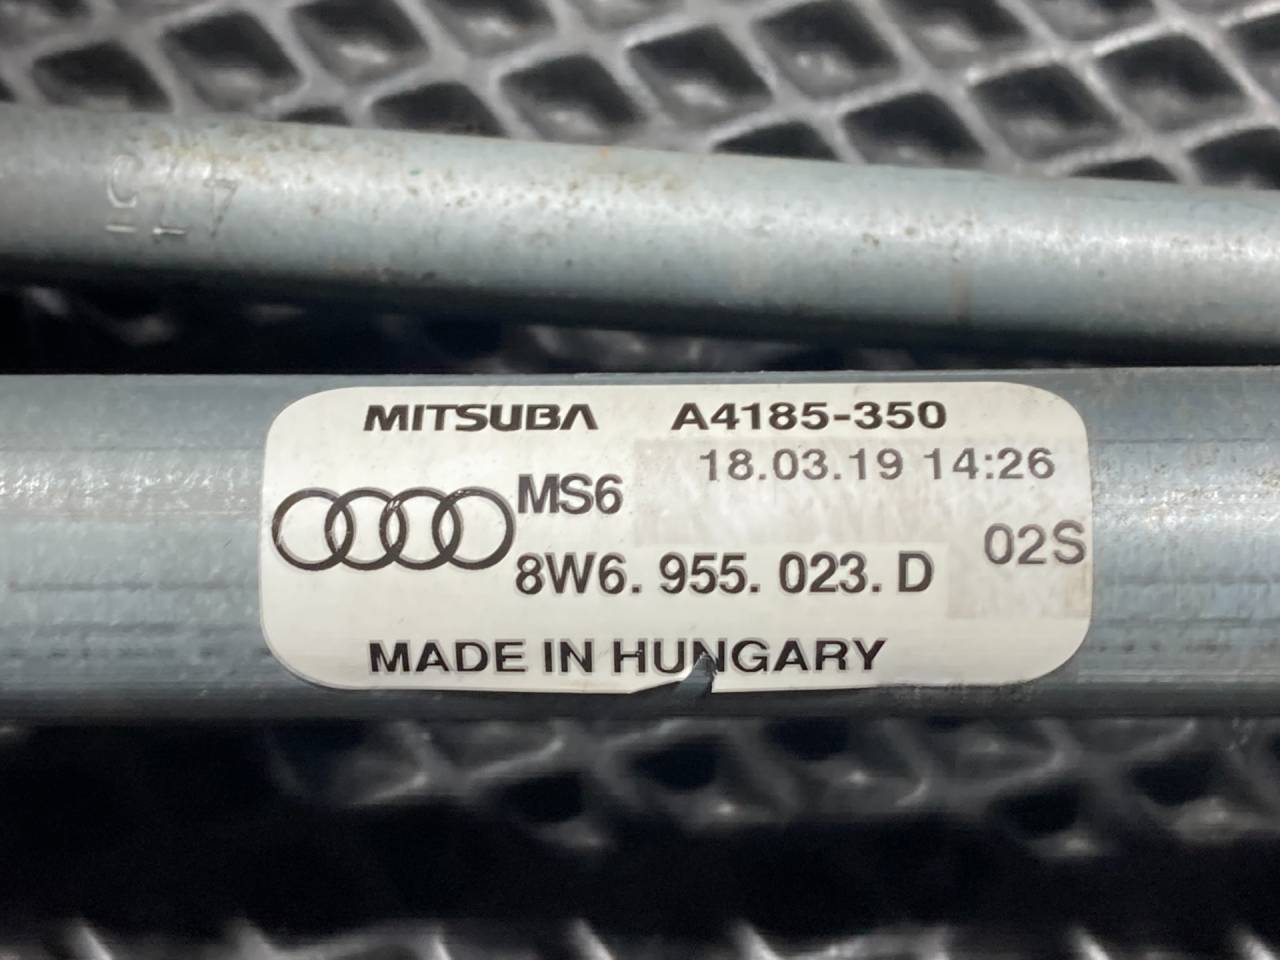 MITSUBA A4185-350
18.03.19 14:26
MS6
02S
8W6. 955. 023. D
MADE IN HUNGARY